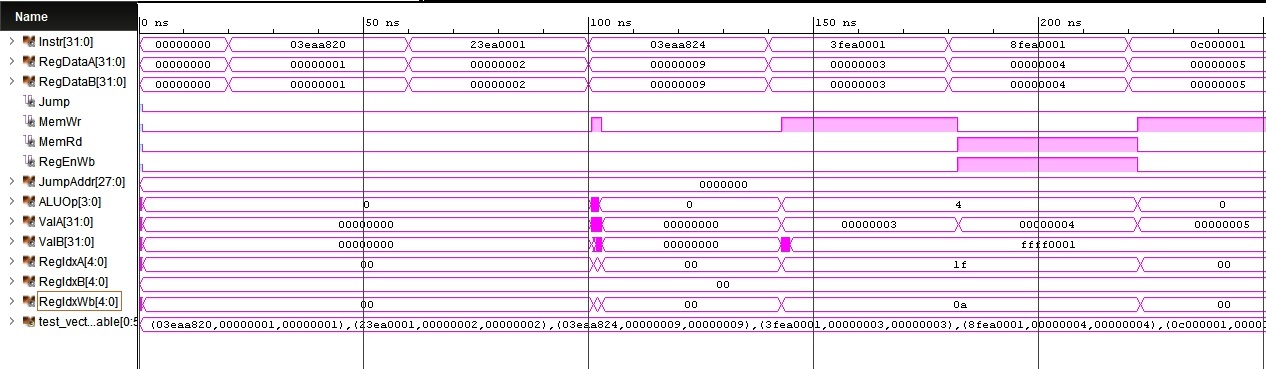 Name
0 ns 50 ns 100 ns 150 ns 200 ns
Instr[31:0] 00000000 03eaa820 23ea0001 03eaa824 3fea0001 8fea0001 0c000001
RegDataA[31:0] 00000000 00000001 00000002 00000009 00000003 00000004 00000005
RegDataB[31:0] 00000000 00000001 00000002 00000009 00000003 00000004 00000005
Jump
MemWr
MemRd
RegEnWb
JumpAddr[27:0] 0000000
ALUOp[3:0] 0 0 4 0
ValA[31:0] 00000000 00000000 00000003 00000004 00000005
ValB[31:0] 00000000 00000000 ffff0001
RegIdxA[4:0] 00 00 1f 00
RegIdxB[4:0] 00
RegIdxWb[4:0] 00 00 0a 00
test_vect...able[0:5 (03eaa820,00000001,00000001),(23ea0001,00000002,00000002),(03eaa824,00000009,00000009),(3fea0001,00000003,00000003),(8fea0001,00000004,00000004),(0c000001,0000